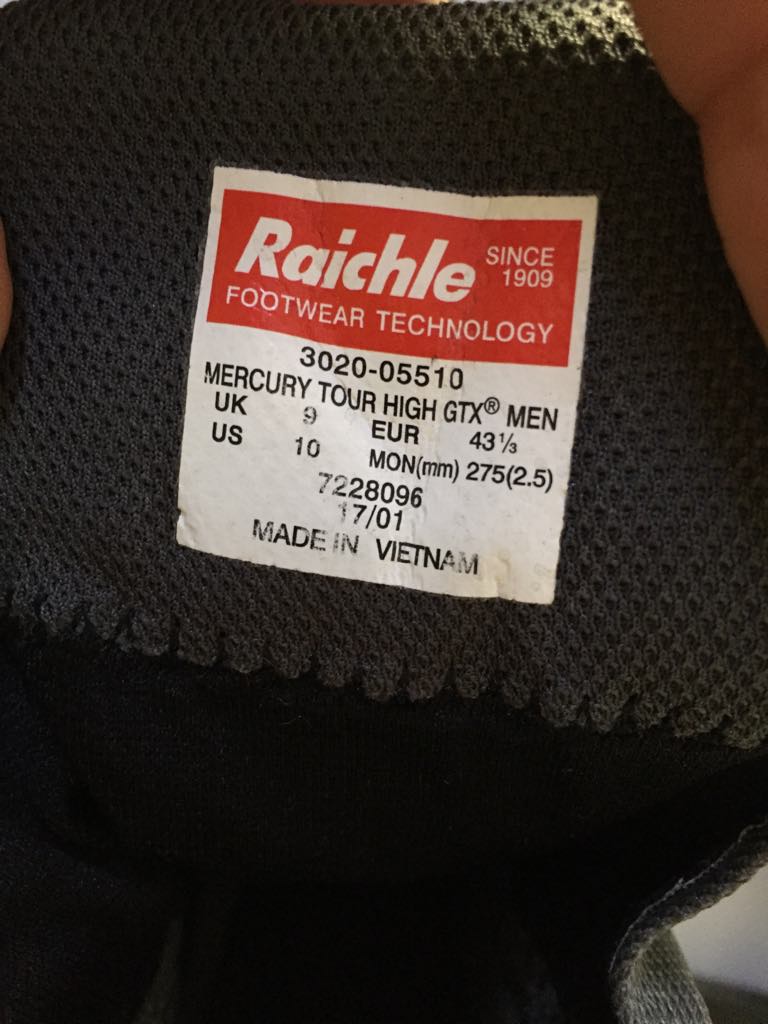 Raichle SINCE 1909
FOOTWEAR TECHNOLOGY
3020-05510
MERCURY TOUR HIGH GTX® MEN
UK 9 EUR 43⅓
US 10 MON(mm) 275(2.5)
7228096
17/01
MADE IN VIETNAM